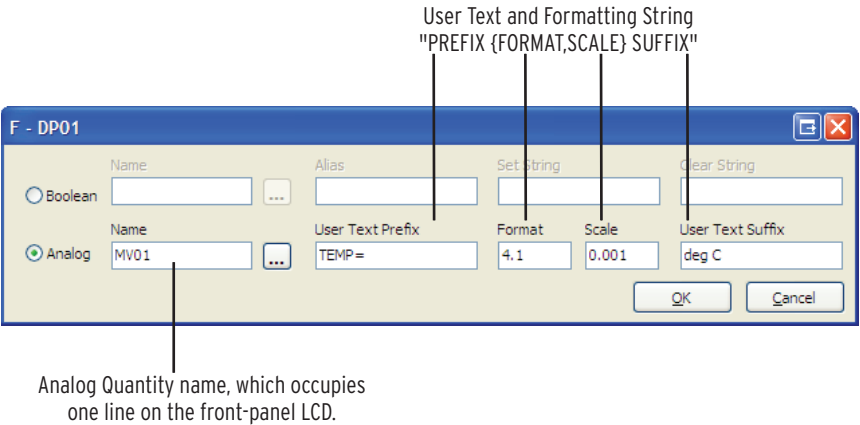 User Text and Formatting String
"PREFIX {FORMAT,SCALE} SUFFIX"
F - DP01
Name Alias Set String Clear String
Boolean ...
Name User Text Prefix Format Scale User Text Suffix
Analog MV01 ... TEMP= 4.1 0.001 deg C
OK Cancel
Analog Quantity name, which occupies
one line on the front-panel LCD.